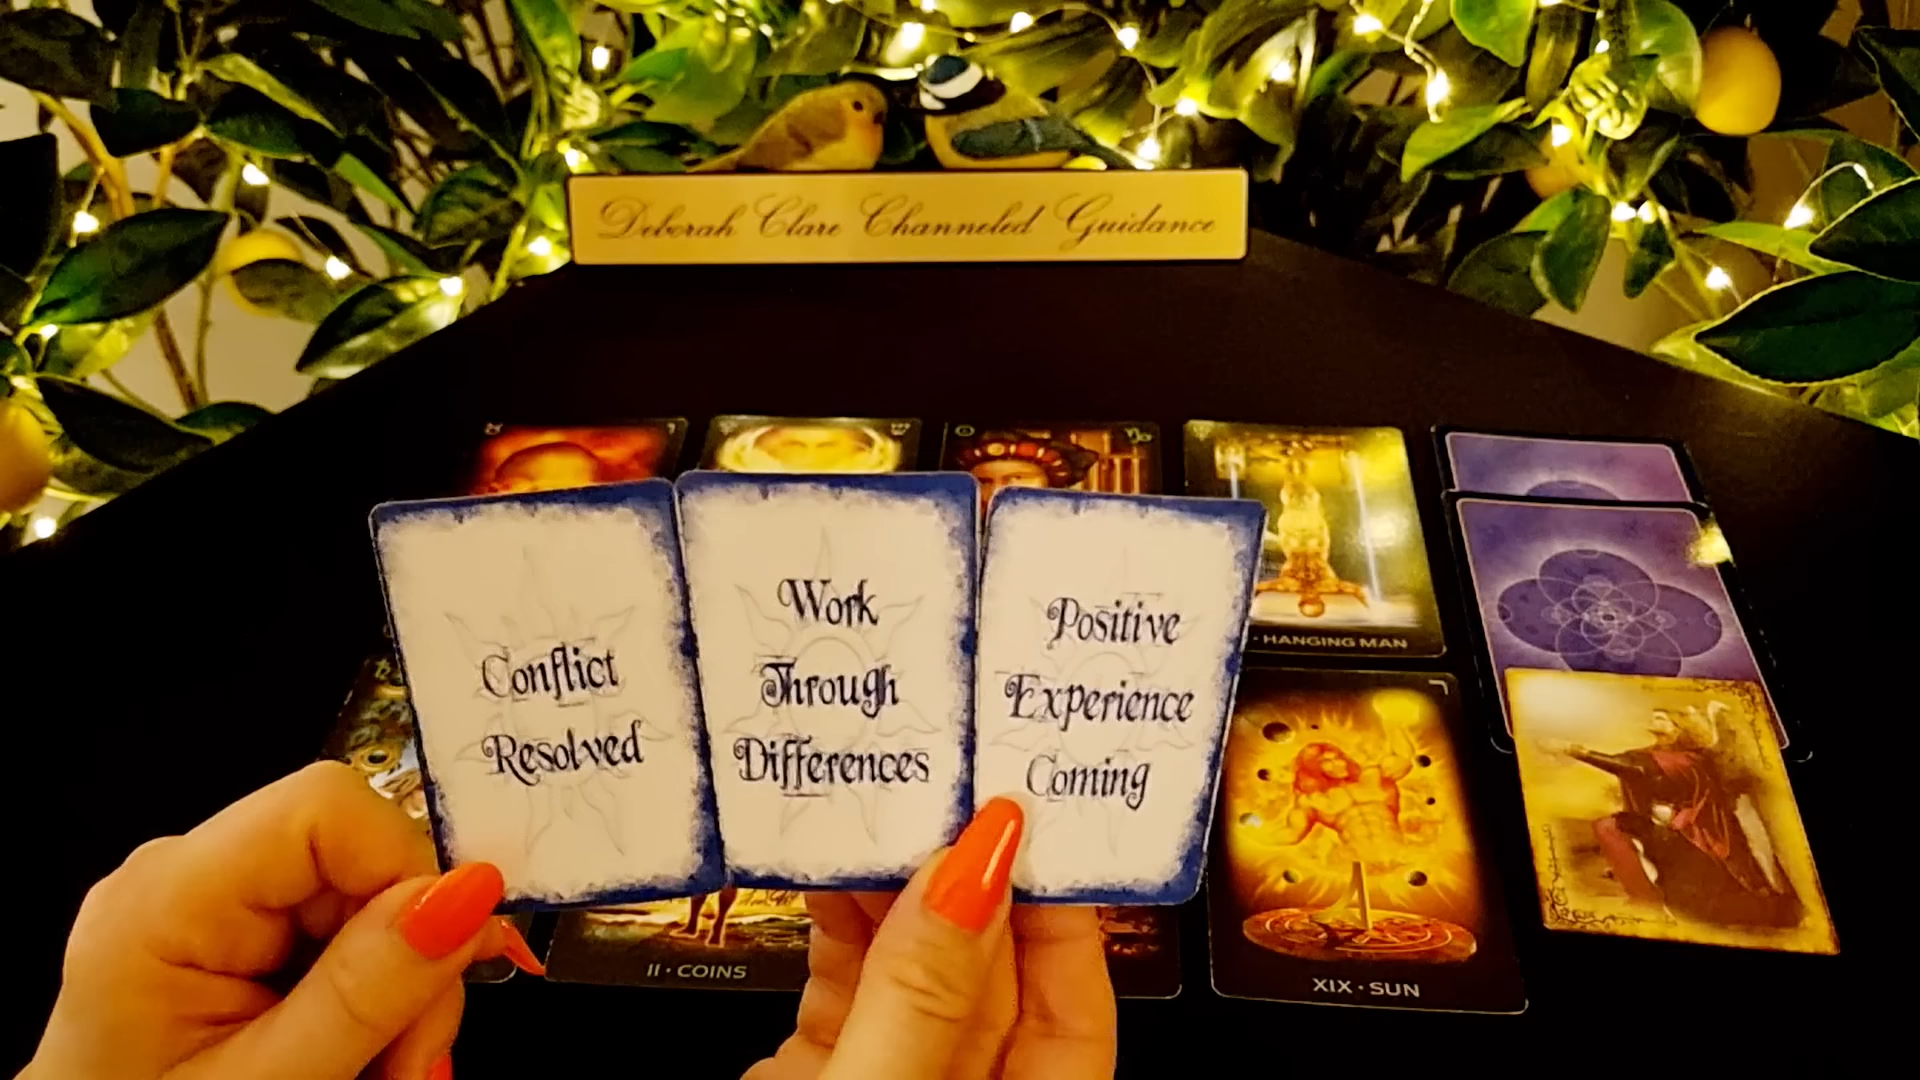 Deborah Clare Channeled Guidance
Conflict
Resolved
Work
Through
Differences
Positive
Experience
Coming
HANGING MAN
II · COINS
XIX · SUN